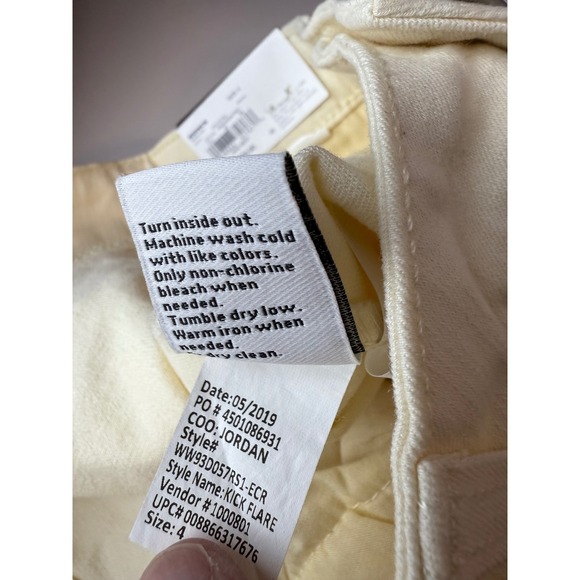 Turn inside out.
Machine wash cold
with like colors.
Only non-chlorine
bleach when
needed.
Tumble dry low.
Warm iron when
needed.
dry clean.
Date:05/2019
PO # 4501086931
COO: JORDAN
Style#
WW93D057RS1-ECR
Style Name:KICK FLARE
Vendor # 1000801
UPC# 008866317676
Size: 4